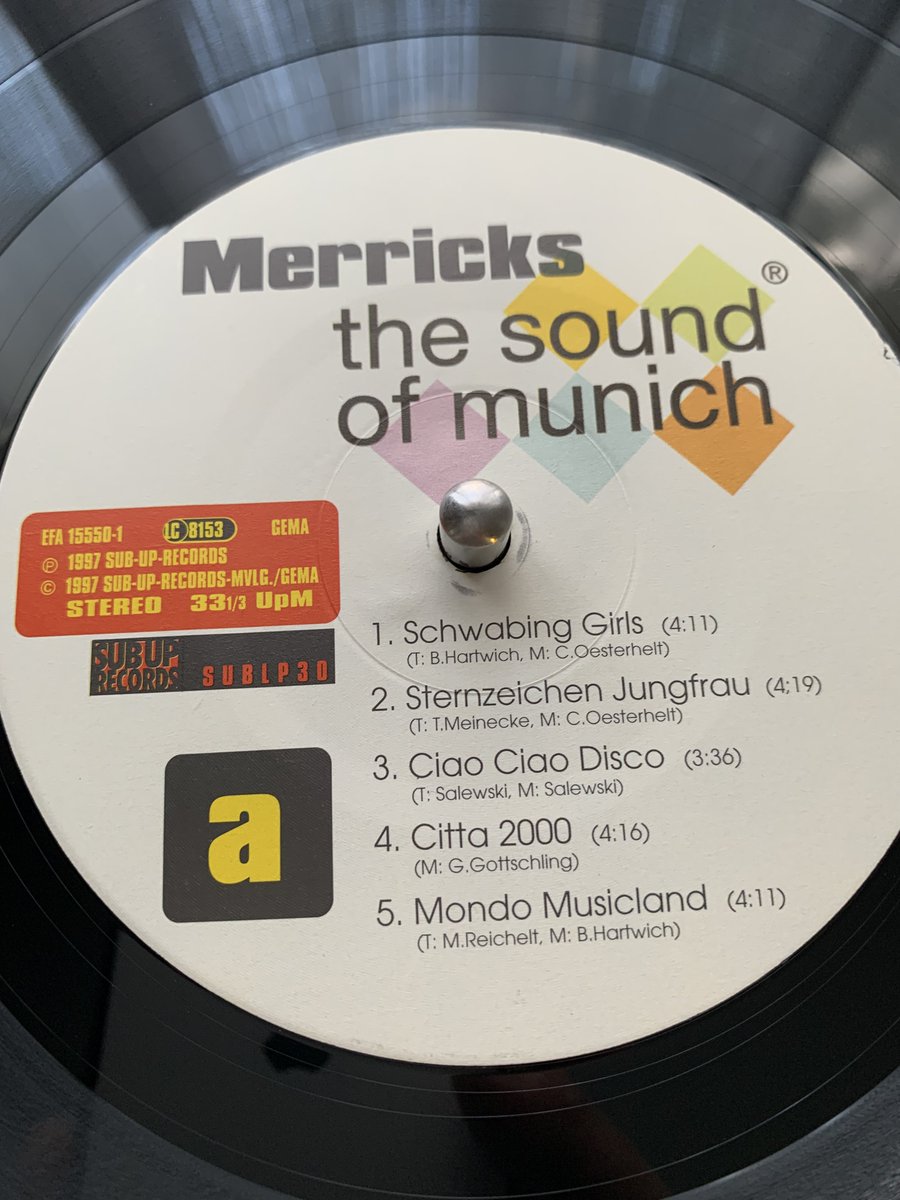 Merricks
®
the sound
of munich
EFA 15550-1 LC 8153 GEMA
℗ 1997 SUB-UP-RECORDS
© 1997 SUB-UP-RECORDS-MVLG./GEMA
STEREO 33 1/3 UpM
SUBUP
RECORDS SUBLP30
a
1. Schwabing Girls (4:11)
(T: B.Hartwich, M: C.Oesterhelt)
2. Sternzeichen Jungfrau (4;19)
(T: T.Meinecke, M: C.Oesterhelt)
3. Ciao Ciao Disco (3:36)
(T: Salewski, M: Salewski)
4. Citta 2000 (4:16)
(M: G.Gottschling)
5. Mondo Musicland (4:11)
(T: M.Reichelt, M: B.Hartwich)